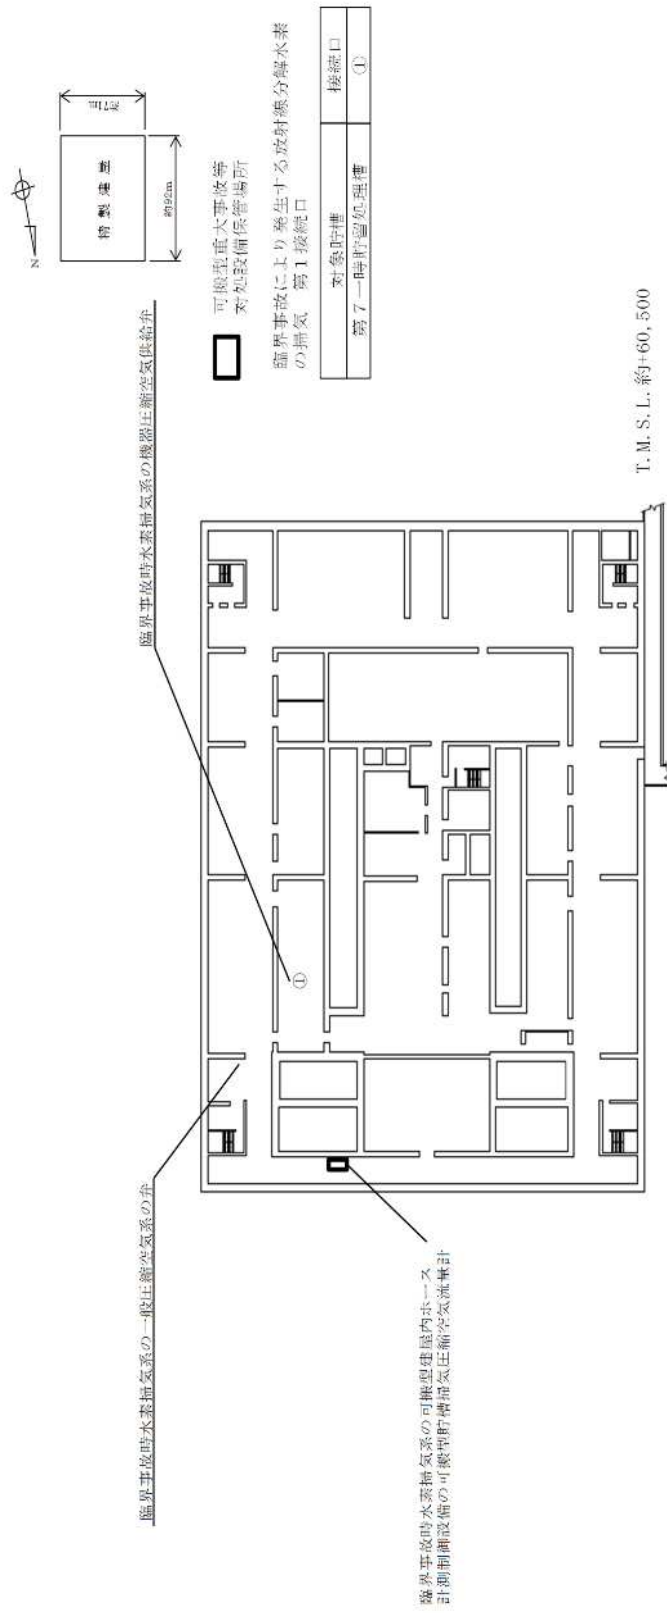 臨界事故時水素掃気系の一般圧縮空気系の弁
臨界事故時水素掃気系の機器圧縮空気供給弁
N
精製建屋
約71m
約92m
可搬型重大事故等
対処設備保管場所
臨界事故により発生する放射線分解水素
の掃気 第1接続口
対象貯槽 接続口
第7一時貯留処理槽 ①
①
臨界事故時水素掃気系の可搬型建屋内ホース
計測制御設備の可搬型貯槽掃気圧縮空気流量計
T.M.S.L.約+60,500